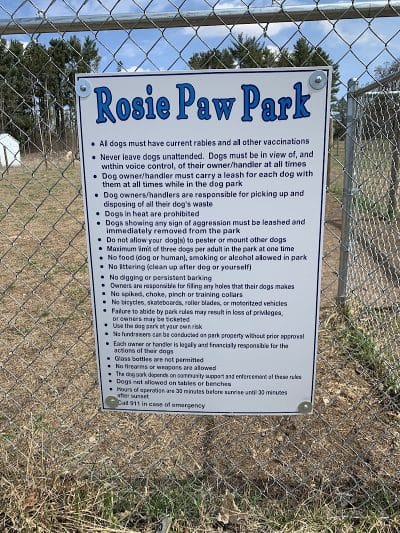 Rosie Paw Park
• All dogs must have current rabies and all other vaccinations
• Never leave dogs unattended. Dogs must be in view of, and
within voice control, of their owner/handler at all times
• Dog owner/handler must carry a leash for each dog with
them at all times while in the dog park
• Dog owners/handlers are responsible for picking up and
disposing of all their dog's waste
• Dogs in heat are prohibited
• Dogs showing any sign of aggression must be leashed and
immediately removed from the park
• Do not allow your dog(s) to pester or mount other dogs
• Maximum limit of three dogs per adult in the park at one time
• No food (dog or human), smoking or alcohol allowed in park
• No littering (clean up after dog or yourself)
• No digging or persistent barking
• Owners are responsible for filling any holes that their dogs makes
• No spiked, choke, pinch or training collars
• No bicycles, skateboards, roller blades, or motorized vehicles
• Failure to abide by park rules may result in loss of privileges,
or owners may be ticketed
• Use the dog park at your own risk
• No fundraisers can be conducted on park property without prior approval
• Each owner or handler is legally and financially responsible for the
actions of their dogs
• Glass bottles are not permitted
• No firearms or weapons are allowed
• The dog park depends on community support and enforcement of these rules
• Dogs not allowed on tables or benches
• Hours of operation are 30 minutes before sunrise until 30 minutes
after sunset
• Call 911 in case of emergency